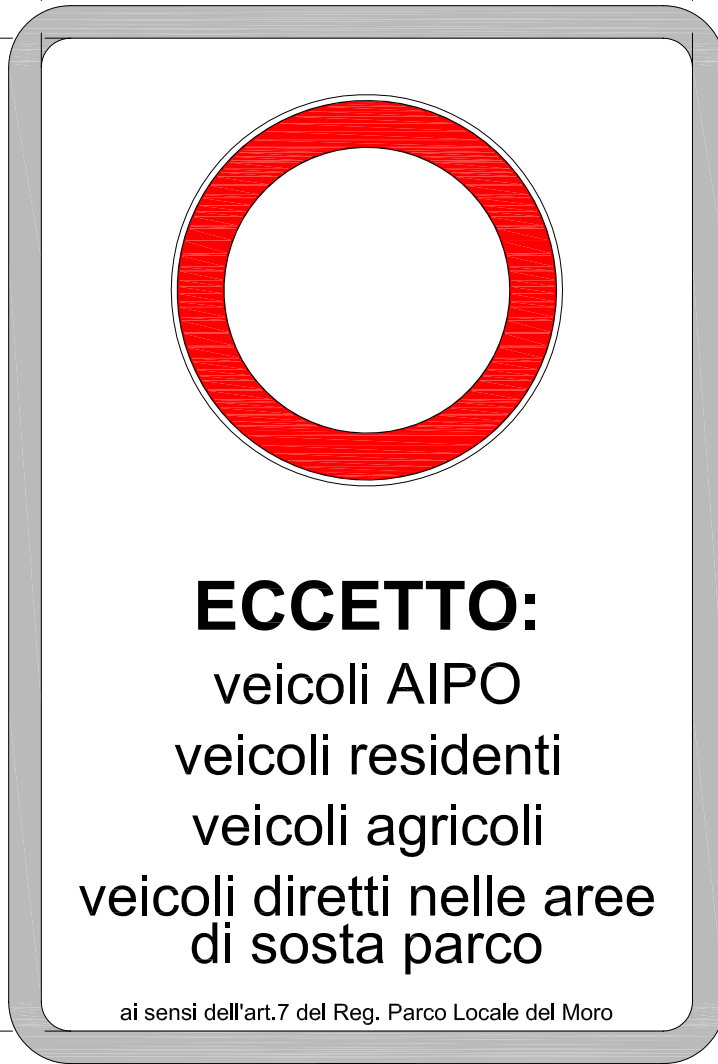 ECCETTO:
veicoli AIPO
veicoli residenti
veicoli agricoli
veicoli diretti nelle aree
di sosta parco
ai sensi dell'art.7 del Reg. Parco Locale del Moro